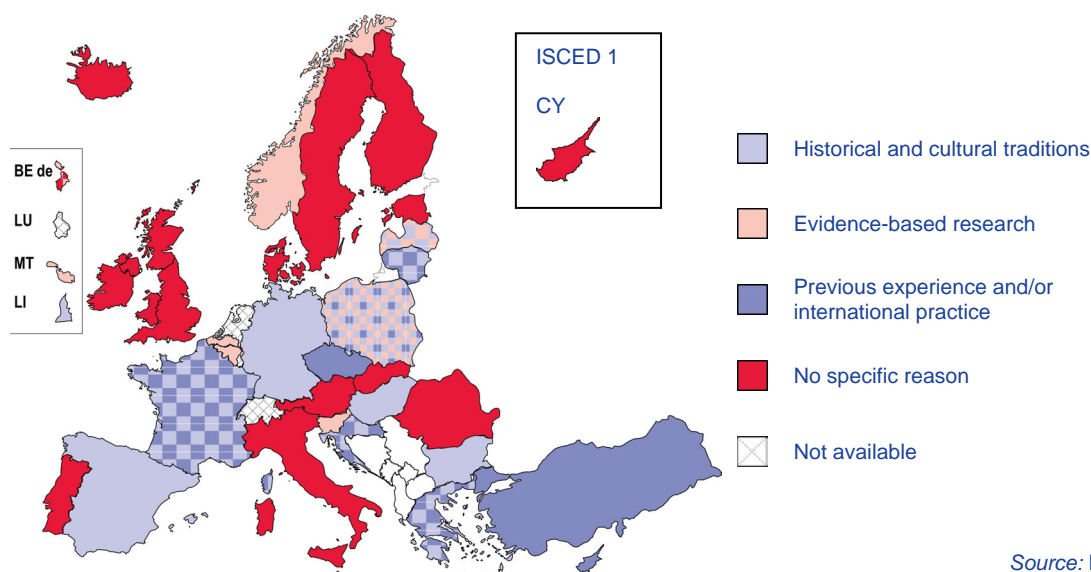 ISCED 1
CY
BE de
LU
MT
LI
Historical and cultural traditions
Evidence-based research
Previous experience and/or
international practice
No specific reason
Not available
Source: